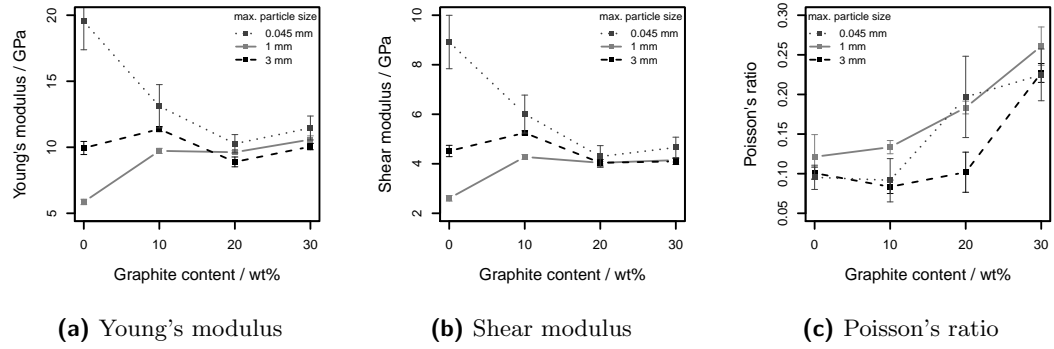 Young's modulus / GPa
20
15
10
5
max. particle size
0.045 mm
1 mm
3 mm
0 10 20 30
Graphite content / wt%
(a) Young's modulus
Shear modulus / GPa
10
8
6
4
2
max. particle size
0.045 mm
1 mm
3 mm
0 10 20 30
Graphite content / wt%
(b) Shear modulus
Poisson's ratio
0.30
0.25
0.20
0.15
0.10
0.05
max. particle size
0.045 mm
1 mm
3 mm
0 10 20 30
Graphite content / wt%
(c) Poisson's ratio